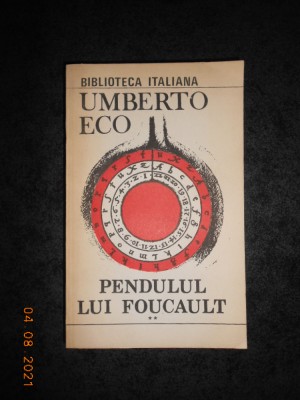 BIBLIOTECA ITALIANA
UMBERTO
ECO
PENDULUL
LUI FOUCAULT
**
04.08.2021